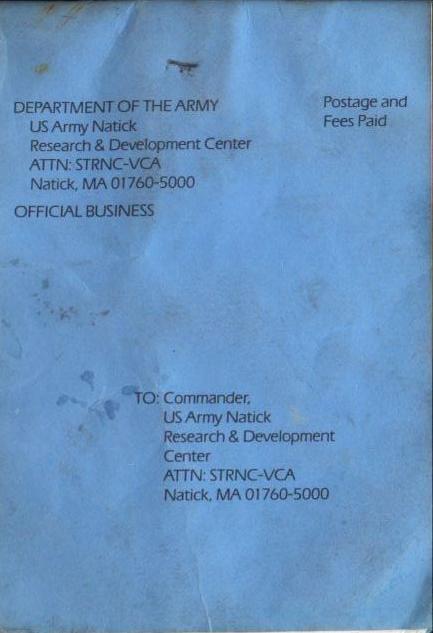 DEPARTMENT OF THE ARMY
US Army Natick
Research & Development Center
ATTN: STRNC-VCA
Natick, MA 01760-5000
OFFICIAL BUSINESS
Postage and
Fees Paid
TO: Commander,
US Army Natick
Research & Development
Center
ATTN: STRNC-VCA
Natick, MA 01760-5000